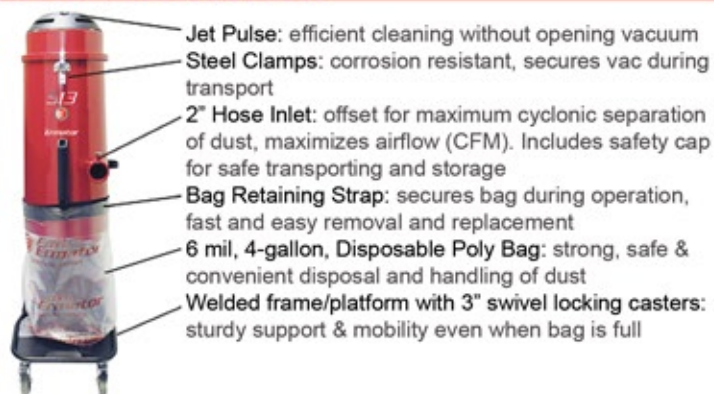 Jet Pulse: efficient cleaning without opening vacuum
Steel Clamps: corrosion resistant, secures vac during
transport
S13
2” Hose Inlet: offset for maximum cyclonic separation
Ermator
of dust, maximizes airflow (CFM). Includes safety cap
for safe transporting and storage
Bag Retaining Strap: secures bag during operation,
fast and easy removal and replacement
6 mil, 4-gallon, Disposable Poly Bag: strong, safe &
Ermator
convenient disposal and handling of dust
Ermator
Welded frame/platform with 3” swivel locking casters:
sturdy support & mobility even when bag is full